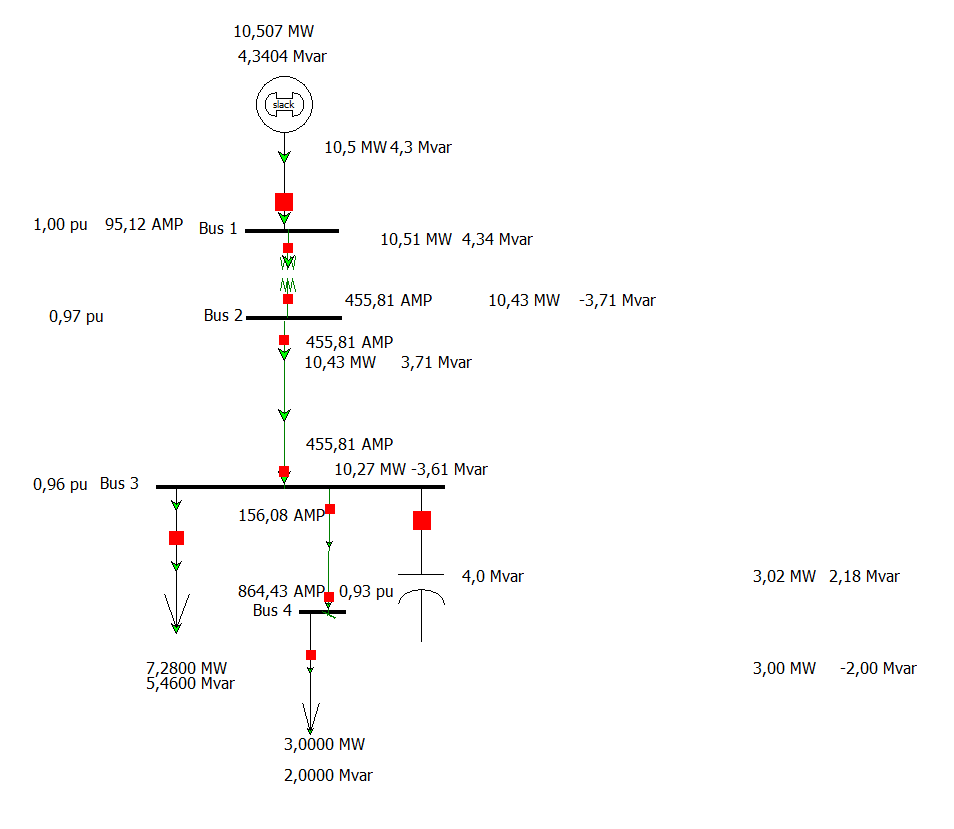 10,507 MW
4,3404 Mvar
slack
10,5 MW 4,3 Mvar
1,00 pu 95,12 AMP Bus 1
10,51 MW 4,34 Mvar
455,81 AMP 10,43 MW -3,71 Mvar
0,97 pu Bus 2
455,81 AMP
10,43 MW 3,71 Mvar
455,81 AMP
10,27 MW -3,61 Mvar
0,96 pu Bus 3
156,08 AMP
4,0 Mvar 3,02 MW 2,18 Mvar
864,43 AMP 0,93 pu
Bus 4
7,2800 MW 3,00 MW -2,00 Mvar
5,4600 Mvar
3,0000 MW
2,0000 Mvar